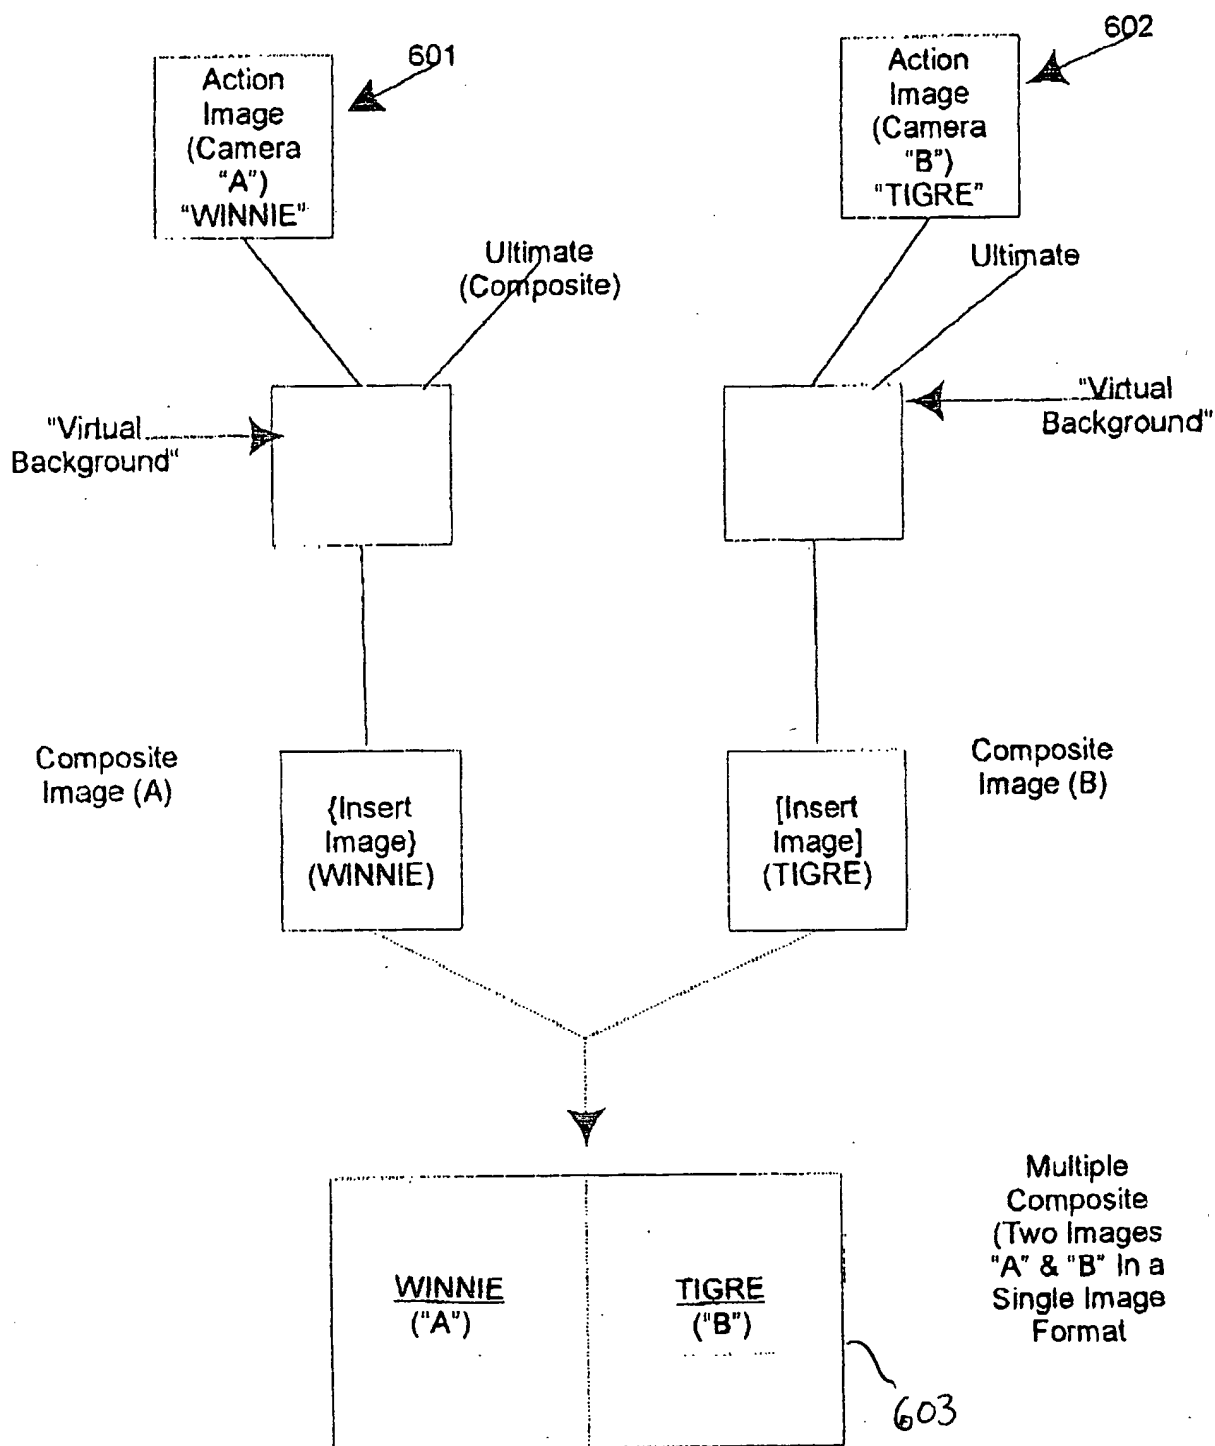 601
Action
Image
(Camera
"A")
"WINNIE"
602
Action
Image
(Camera
"B")
"TIGRE"
Ultimate
(Composite)
Ultimate
"Virtual
Background"
"Virtual
Background"
Composite
Image (A)
{Insert
Image}
(WINNIE)
[Insert
Image]
(TIGRE)
Composite
Image (B)
WINNIE
("A")
TIGRE
("B")
Multiple
Composite
(Two Images
"A" & "B" In a
Single Image
Format
603